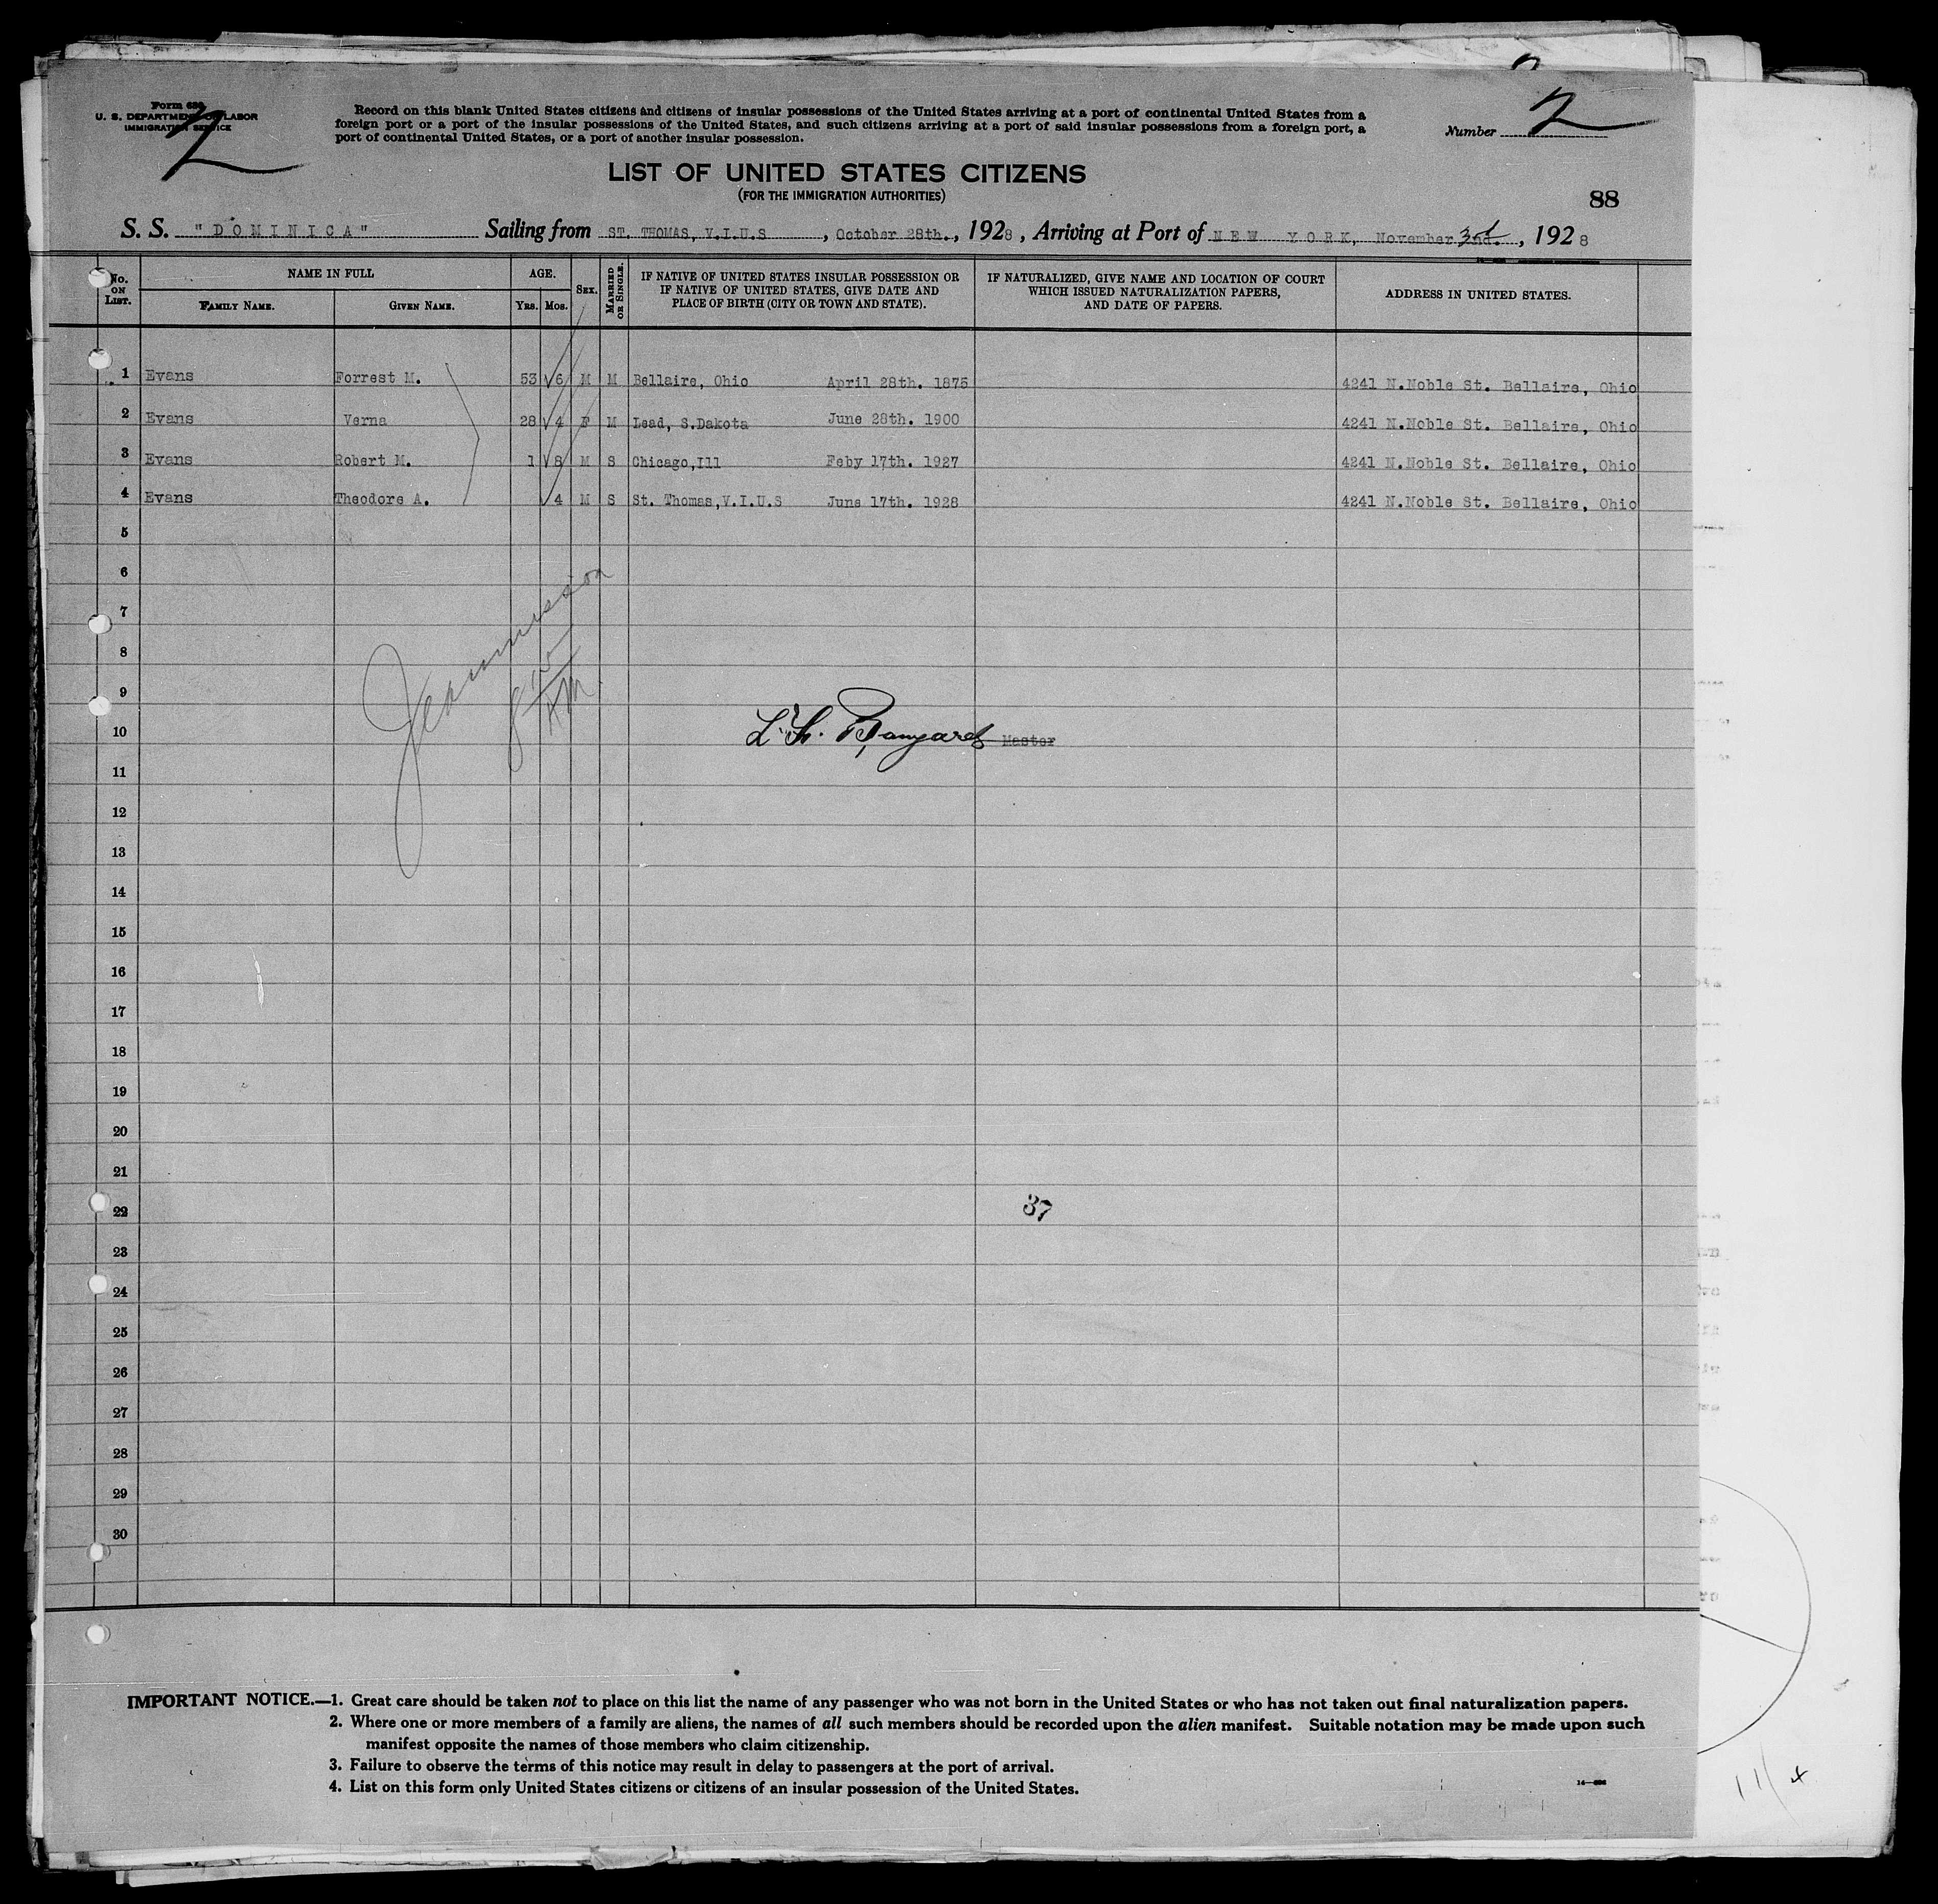 Form 630
U. S. DEPARTMENT OF LABOR
IMMIGRATION SERVICE
2
Record on this blank United States citizens and citizens of insular possessions of the United States arriving at a port of continental United States from a
foreign port or a port of the insular possessions of the United States, and such citizens arriving at a port of said insular possessions from a foreign port, a
port of continental United States, or a port of another insular possession.
Number 2
LIST OF UNITED STATES CITIZENS
(FOR THE IMMIGRATION AUTHORITIES)
88
S. S. "DOMINICA" Sailing from ST. THOMAS, V.I.U.S , October 28th., 1928, Arriving at Port of NEW YORK, November 3d 2nd. , 1928
No. ON LIST. NAME IN FULL AGE. SEX. MARRIED OR SINGLE. IF NATIVE OF UNITED STATES INSULAR POSSESSION OR IF NATIVE OF UNITED STATES, GIVE DATE AND PLACE OF BIRTH (CITY OR TOWN AND STATE). IF NATURALIZED, GIVE NAME AND LOCATION OF COURT WHICH ISSUED NATURALIZATION PAPERS, AND DATE OF PAPERS. ADDRESS IN UNITED STATES.
FAMILY NAME. GIVEN NAME. YRS. MOS.
1 Evans Forrest M. 53 6 M M Bellaire, Ohio April 28th. 1875 4241 N.Noble St. Bellaire, Ohio
2 Evans Verna 28 4 F M Lead, S.Dakota June 28th. 1900 4241 N.Noble St. Bellaire, Ohio
3 Evans Robert M. 1 8 M S Chicago,Ill Feby 17th. 1927 4241 N.Noble St. Bellaire, Ohio
4 Evans Theodore A. 4 M S St. Thomas,V.I.U.S June 17th. 1928 4241 N.Noble St. Bellaire, Ohio
5
6
7
8
9
10 Master
11
12
13
14
15
16
17
18
19
20
21
22 37
23
24
25
26
27
28
29
30
IMPORTANT NOTICE.—1. Great care should be taken not to place on this list the name of any passenger who was not born in the United States or who has not taken out final naturalization papers.
2. Where one or more members of a family are aliens, the names of all such members should be recorded upon the alien manifest. Suitable notation may be made upon such
manifest opposite the names of those members who claim citizenship.
3. Failure to observe the terms of this notice may result in delay to passengers at the port of arrival.
4. List on this form only United States citizens or citizens of an insular possession of the United States.